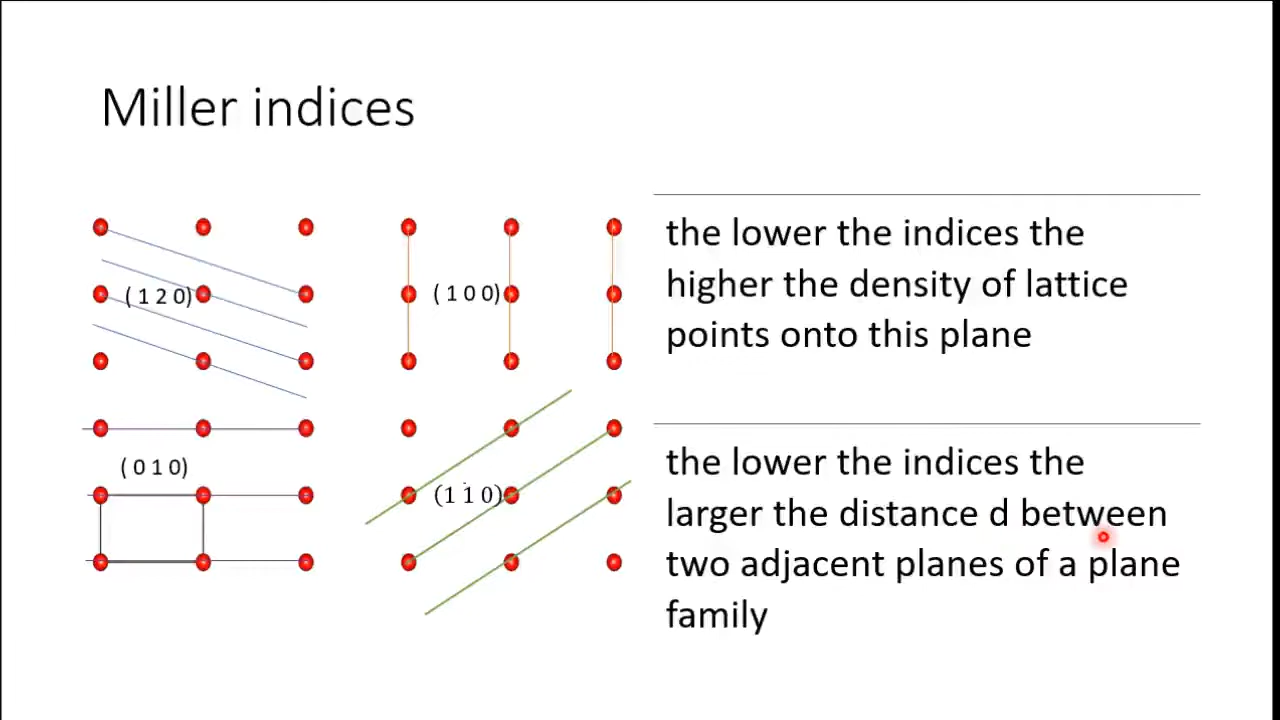 Miller indices
( 1 2 0)
( 1 0 0)
the lower the indices the
higher the density of lattice
points onto this plane
( 0 1 0)
(1 1̄ 0)
the lower the indices the
larger the distance d between
two adjacent planes of a plane
family